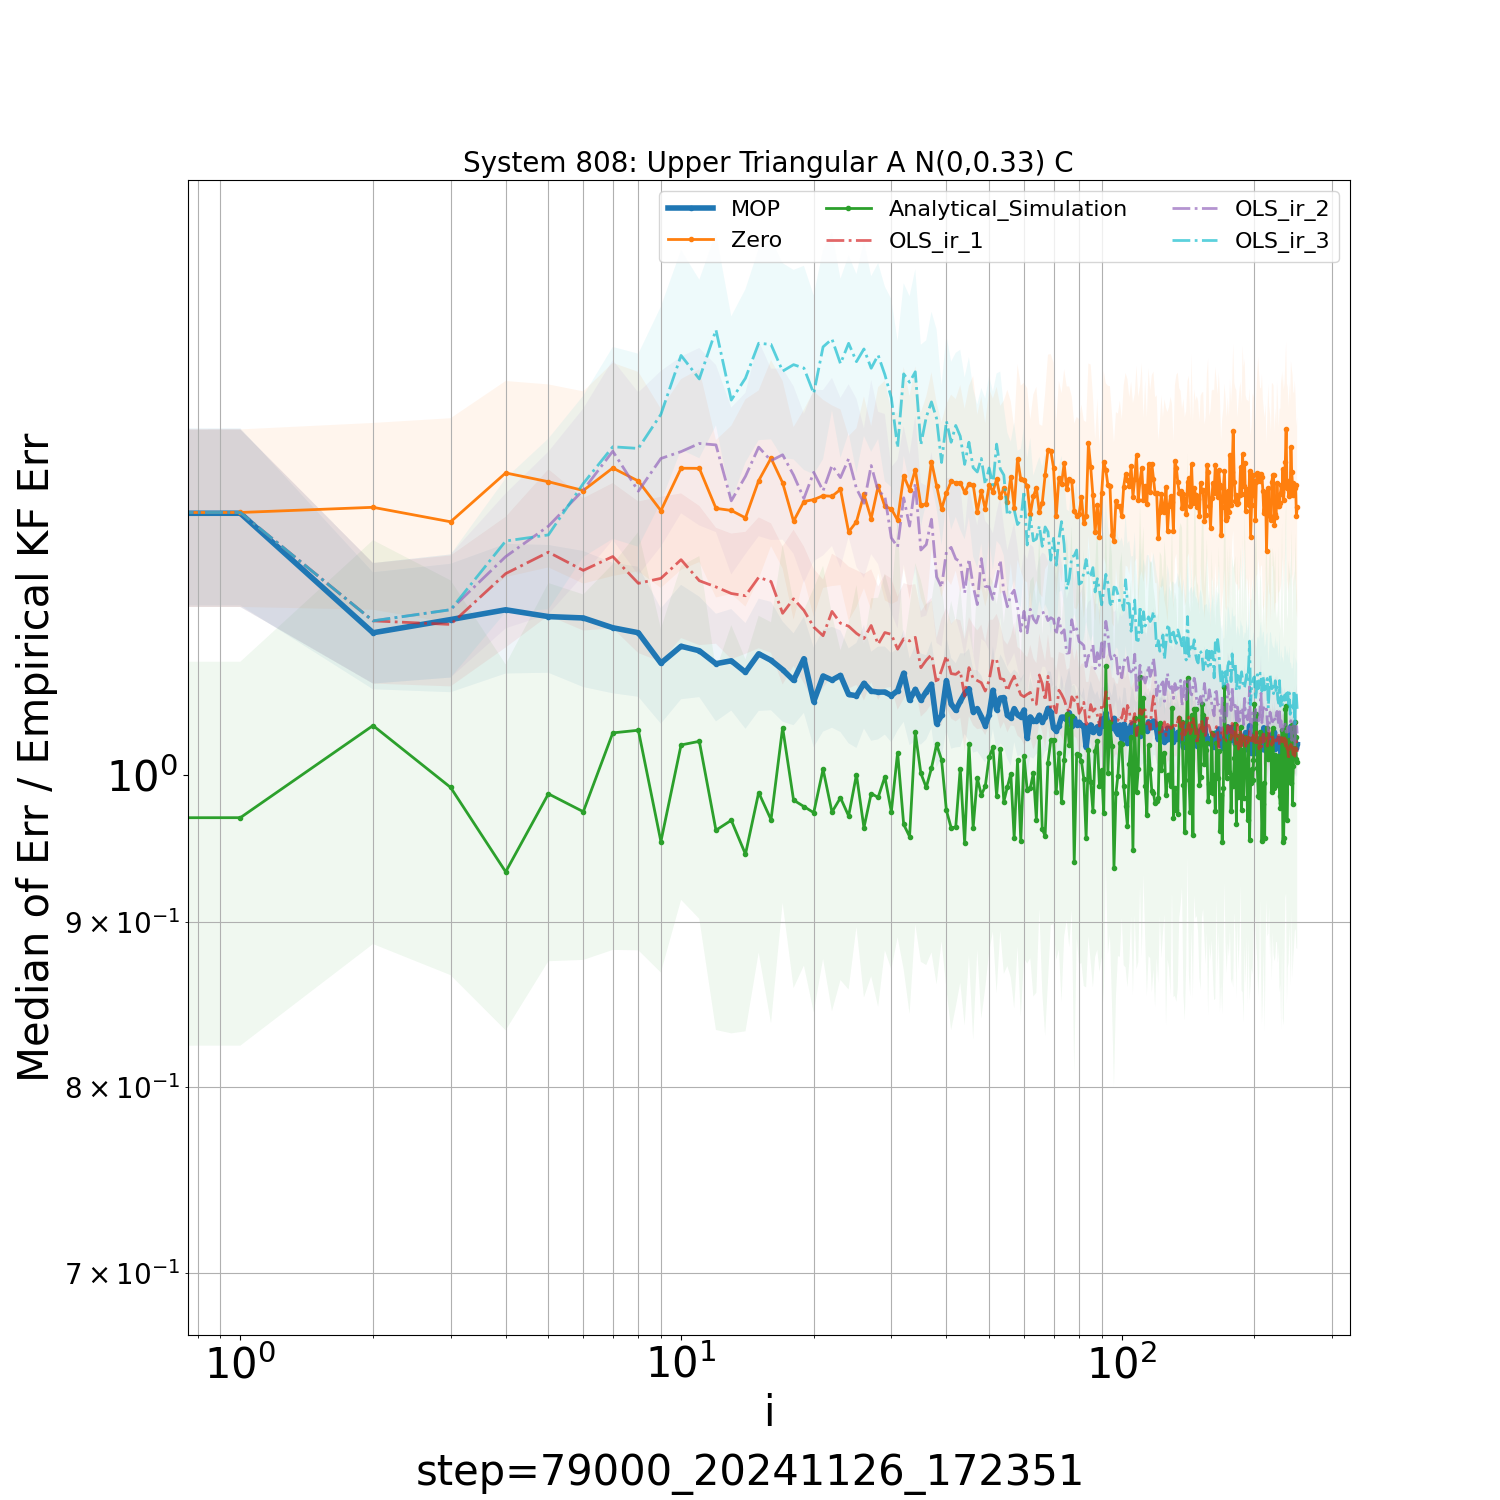 System 808: Upper Triangular A N(0,0.33) C
MOP
Zero
Analytical_Simulation
OLS_ir_1
OLS_ir_2
OLS_ir_3
Median of Err / Empirical KF Err
10⁰
9 × 10⁻¹
8 × 10⁻¹
7 × 10⁻¹
10⁰ 10¹ 10²
i
step=79000_20241126_172351